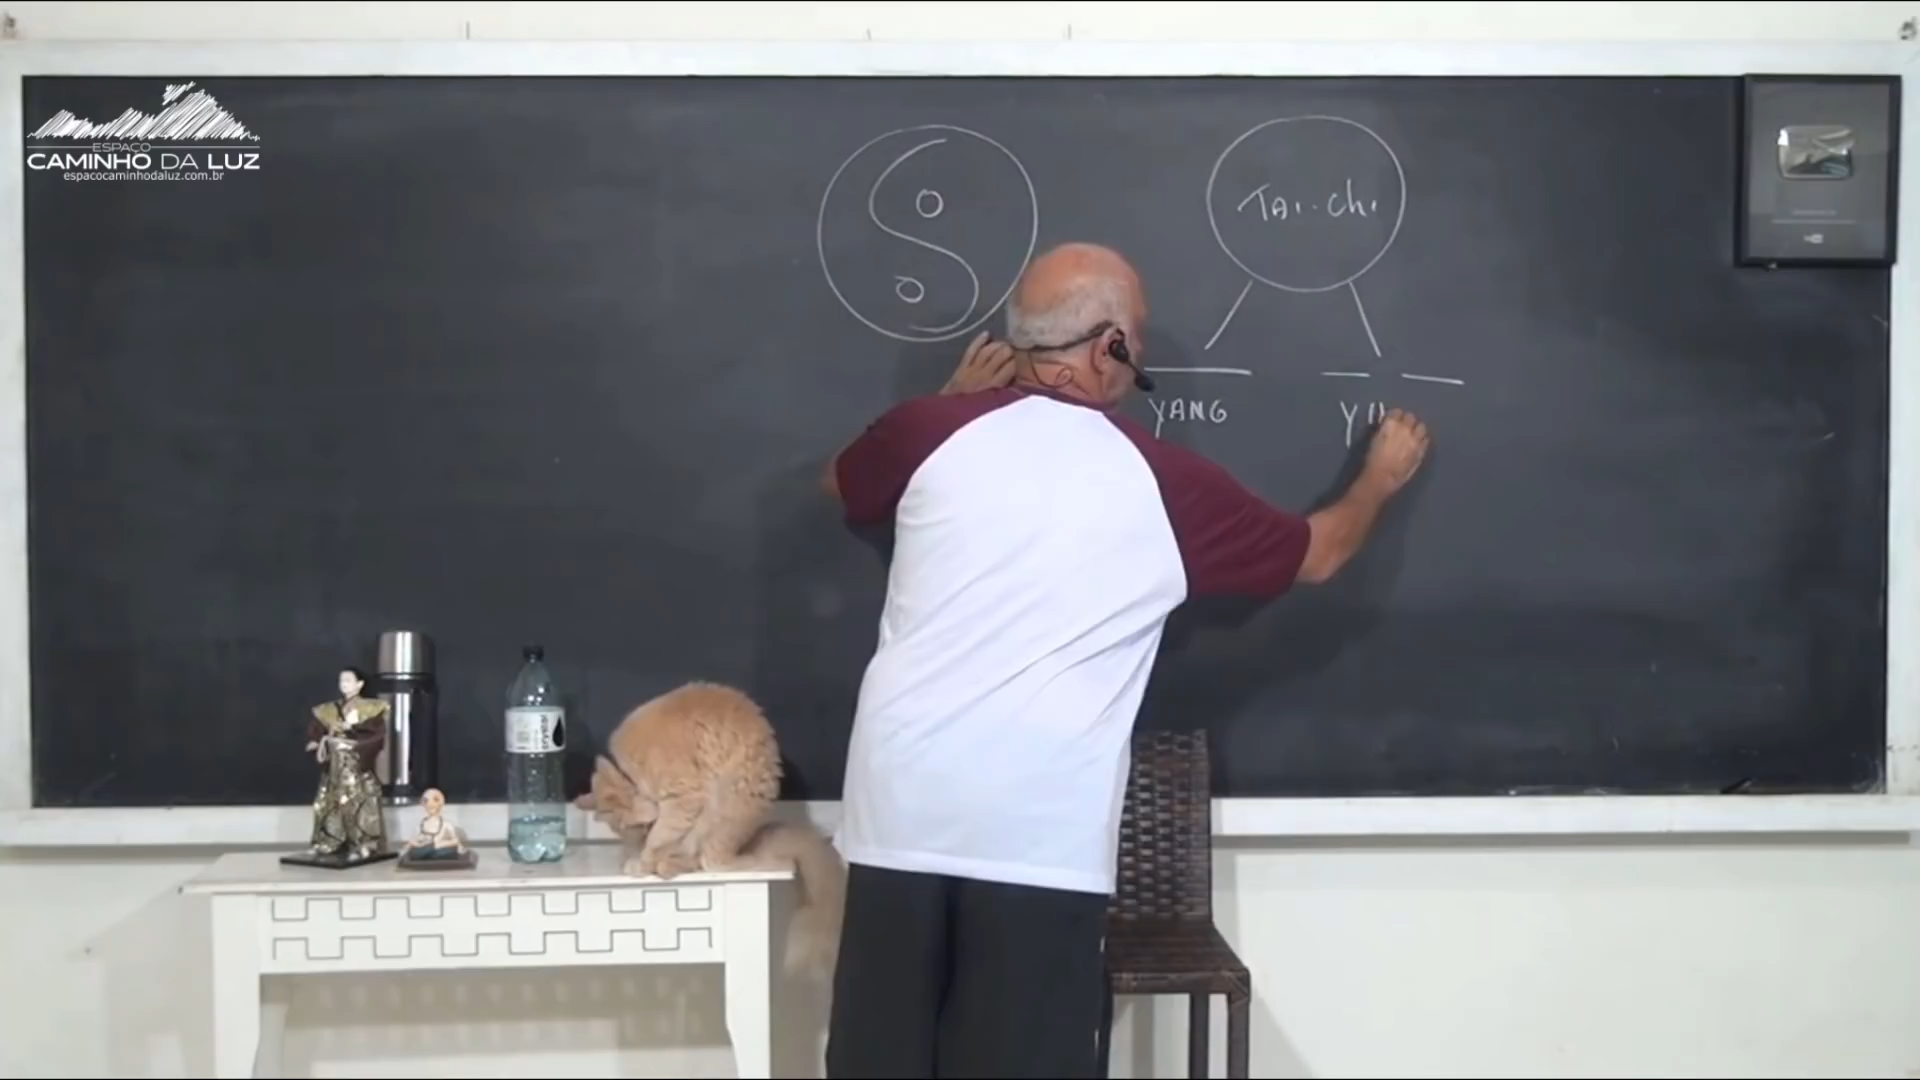 ESPAÇO
CAMINHO DA LUZ
espacocaminhodaluz.com.br
TAI-Chi
YANG